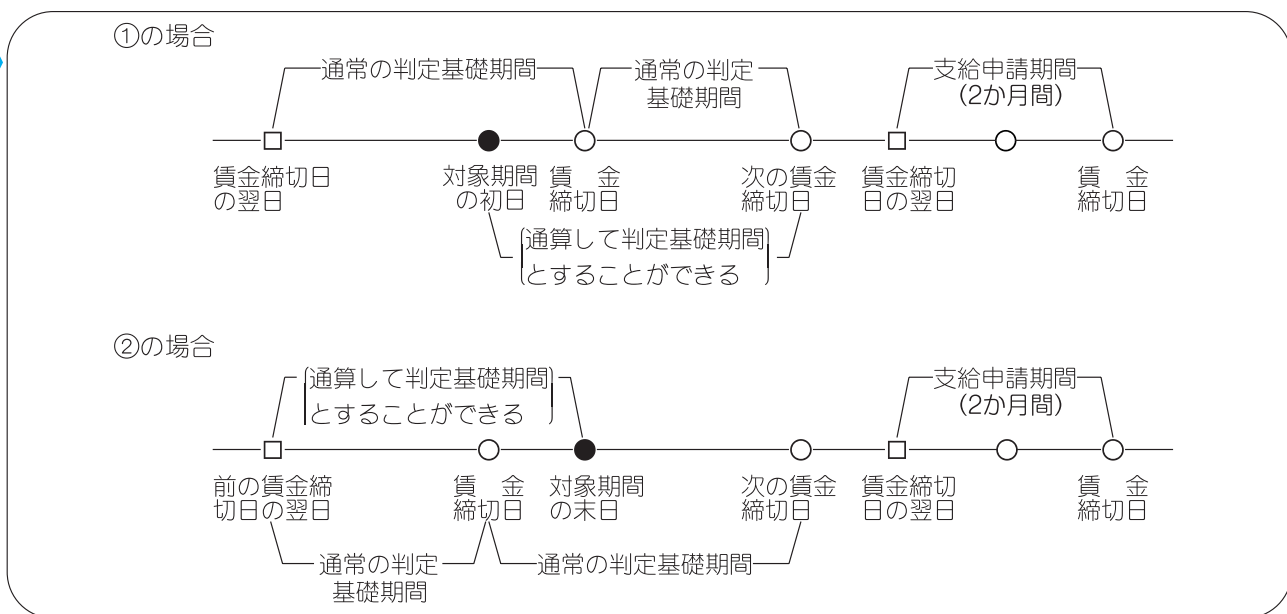 ①の場合
通常の判定基礎期間
通常の判定
基礎期間
支給申請期間
(2か月間)
賃金締切日
の翌日
対象期間
の初日
賃　金
締切日
次の賃金
締切日
賃金締切
日の翌日
賃　金
締切日
通算して判定基礎期間
とすることができる
②の場合
通算して判定基礎期間
とすることができる
支給申請期間
(2か月間)
前の賃金締
切日の翌日
賃　金
締切日
対象期間
の末日
次の賃金
締切日
賃金締切
日の翌日
賃　金
締切日
通常の判定
基礎期間
通常の判定基礎期間